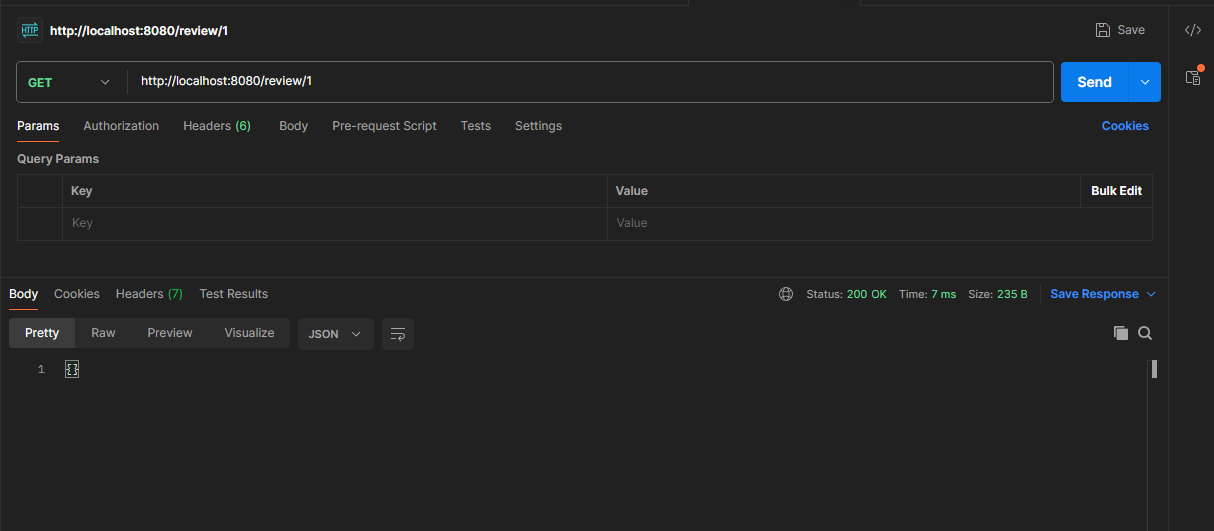 HTTP http://localhost:8080/review/1 Save </>
GET http://localhost:8080/review/1 Send
Params Authorization Headers (6) Body Pre-request Script Tests Settings Cookies
Query Params
Key Value Bulk Edit
Key Value
Body Cookies Headers (7) Test Results Status: 200 OK Time: 7 ms Size: 235 B Save Response
Pretty Raw Preview Visualize JSON
1 {}